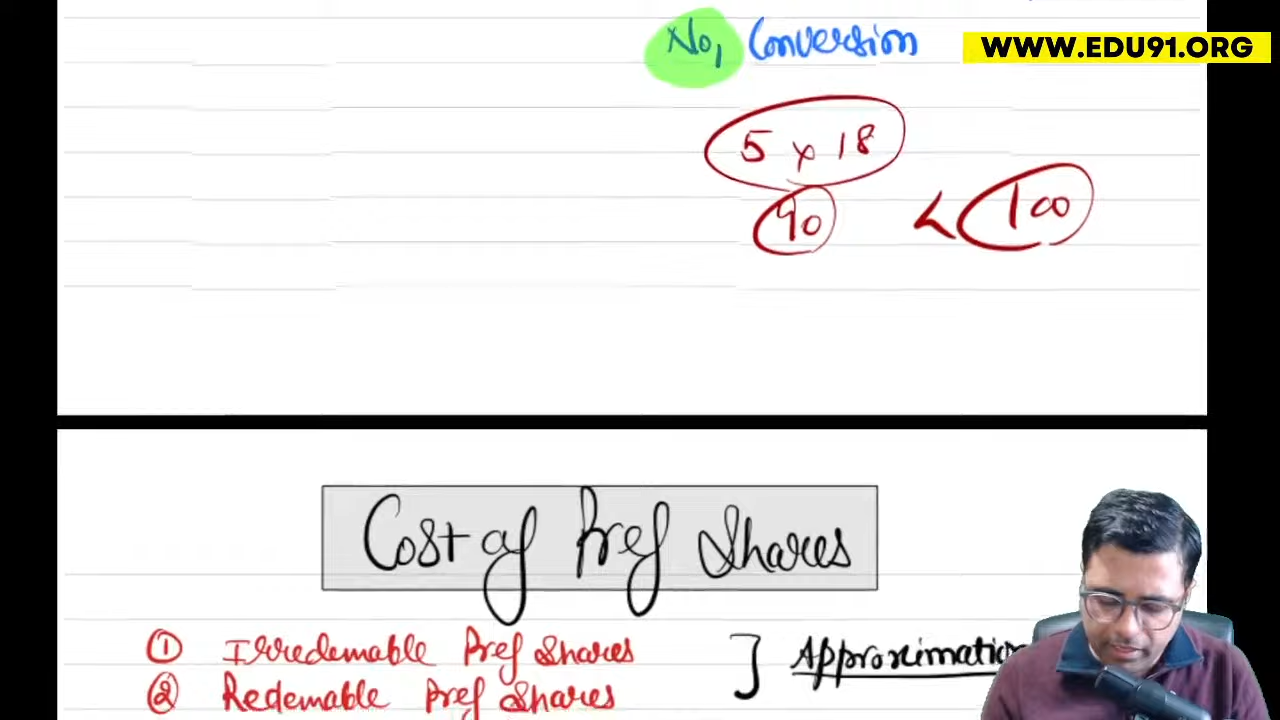 No, Conversion
WWW.EDU91.ORG
5 x 18
90 < 100
Cost of Pref Shares
① Irredemable Pref Shares
② Redemable Pref Shares
} Approximation